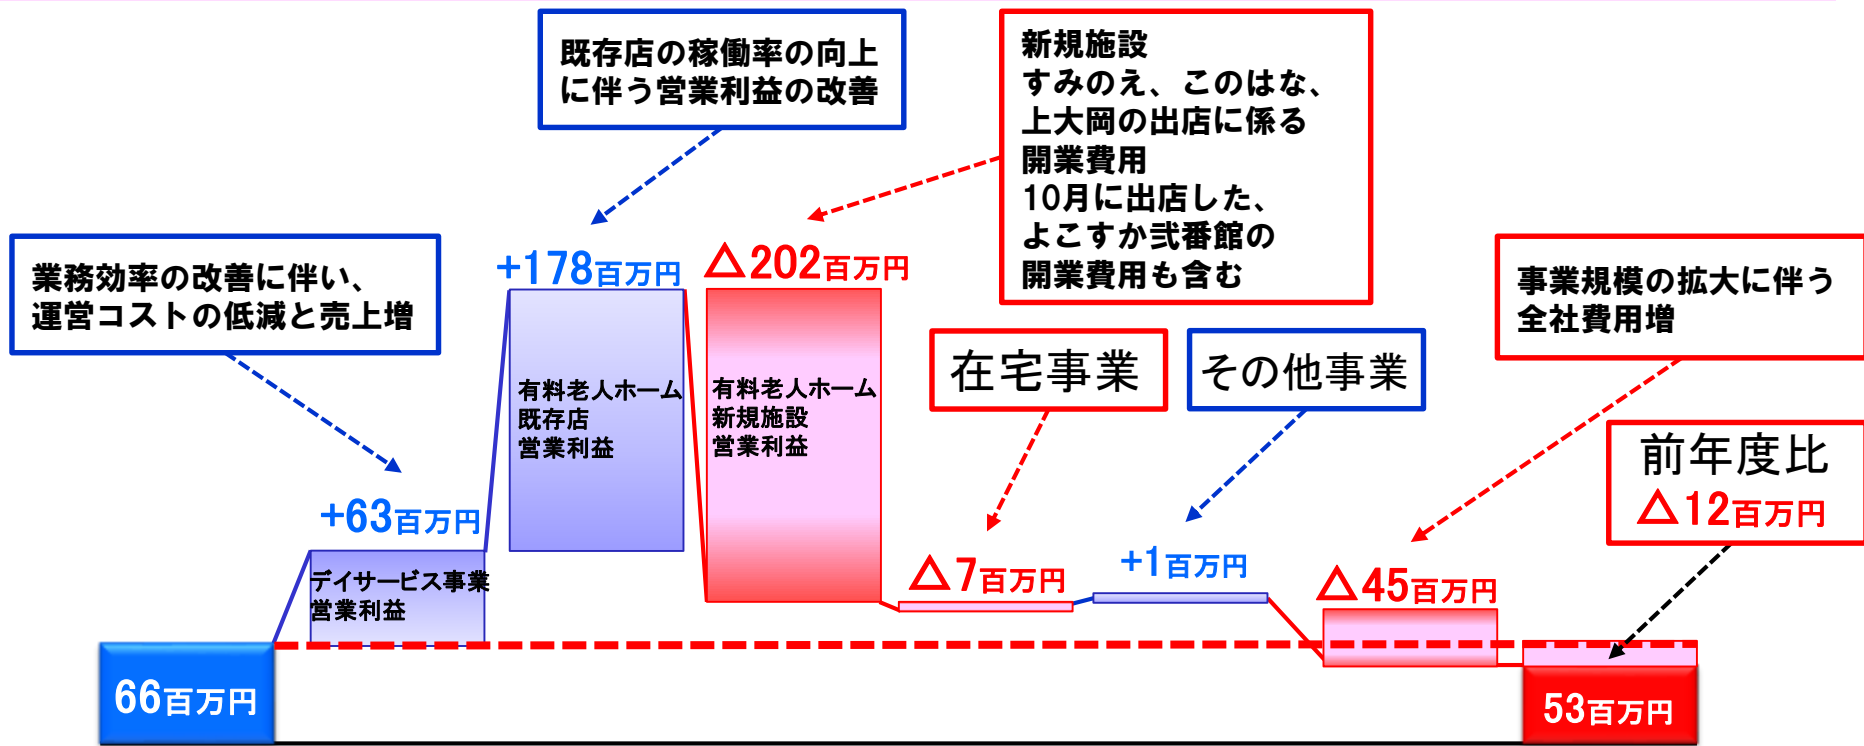 既存店の稼働率の向上
に伴う営業利益の改善
新規施設
すみのえ、このはな、
上大岡の出店に係る
開業費用
10月に出店した、
よこすか弐番館の
開業費用も含む
業務効率の改善に伴い、
運営コストの低減と売上増
事業規模の拡大に伴う
全社費用増
+178百万円
△202百万円
在宅事業
その他事業
前年度比
△12百万円
有料老人ホーム
既存店
営業利益
有料老人ホーム
新規施設
営業利益
+63百万円
デイサービス事業
営業利益
△7百万円
+1百万円
△45百万円
66百万円
53百万円